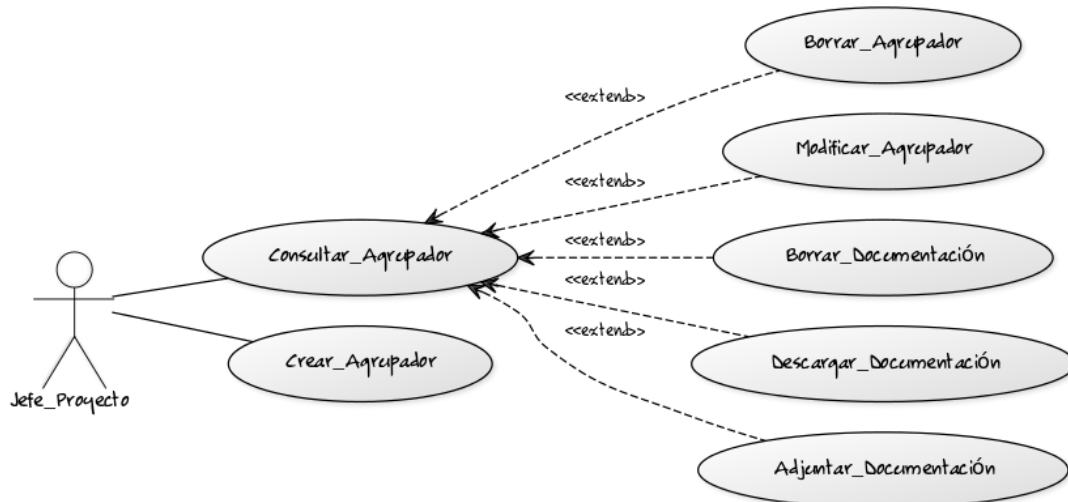 Borrar_Agrupador
<<extend>>
Modificar_Agrupador
<<extend>>
Consultar_Agrupador
<<extend>>
Borrar_Documentación
<<extend>>
<<extend>>
Crear_Agrupador
Descargar_Documentación
Jefe_Proyecto
Adjuntar_Documentación